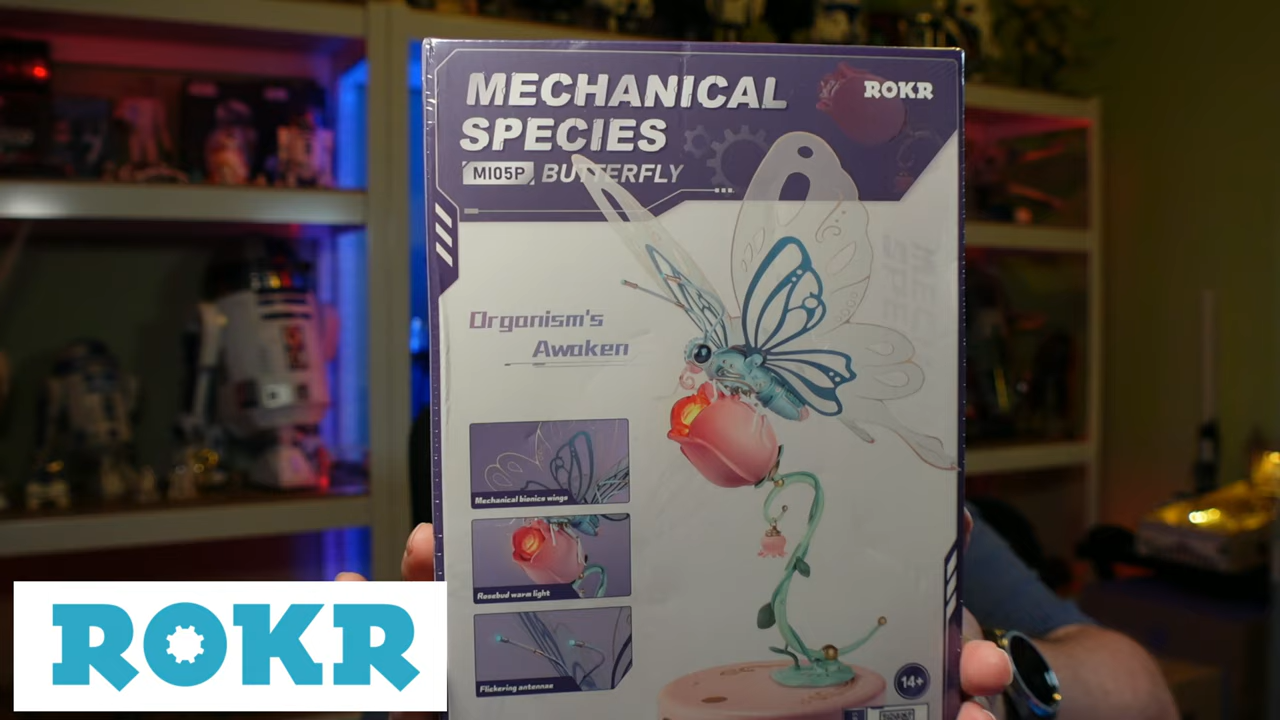 MECHANICAL
SPECIES
ROKR
MI05P BUTTERFLY
Organism's
Awaken
Mechanical bionics wings
Rosebud warm light
Flickering antennae
14+
ROKR